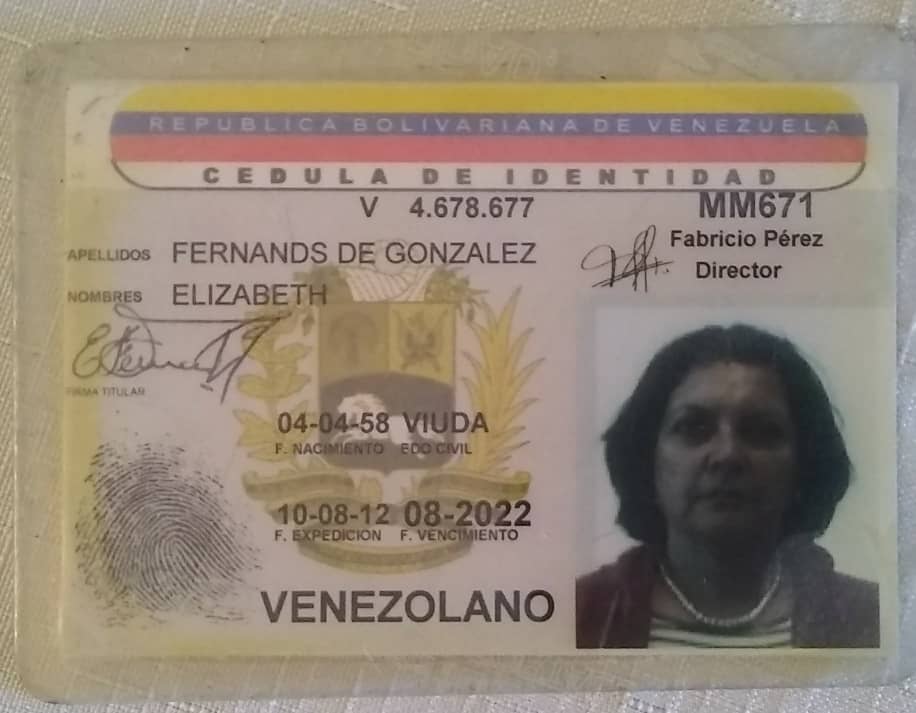 REPUBLICA BOLIVARIANA DE VENEZUELA
CEDULA DE IDENTIDAD
V 4.678.677 MM671
APELLIDOS FERNANDS DE GONZALEZ Fabricio Pérez
Director
NOMBRES ELIZABETH
FIRMA TITULAR
04-04-58 VIUDA
F. NACIMIENTO EDO CIVIL
10-08-12 08-2022
F. EXPEDICION F. VENCIMIENTO
VENEZOLANO